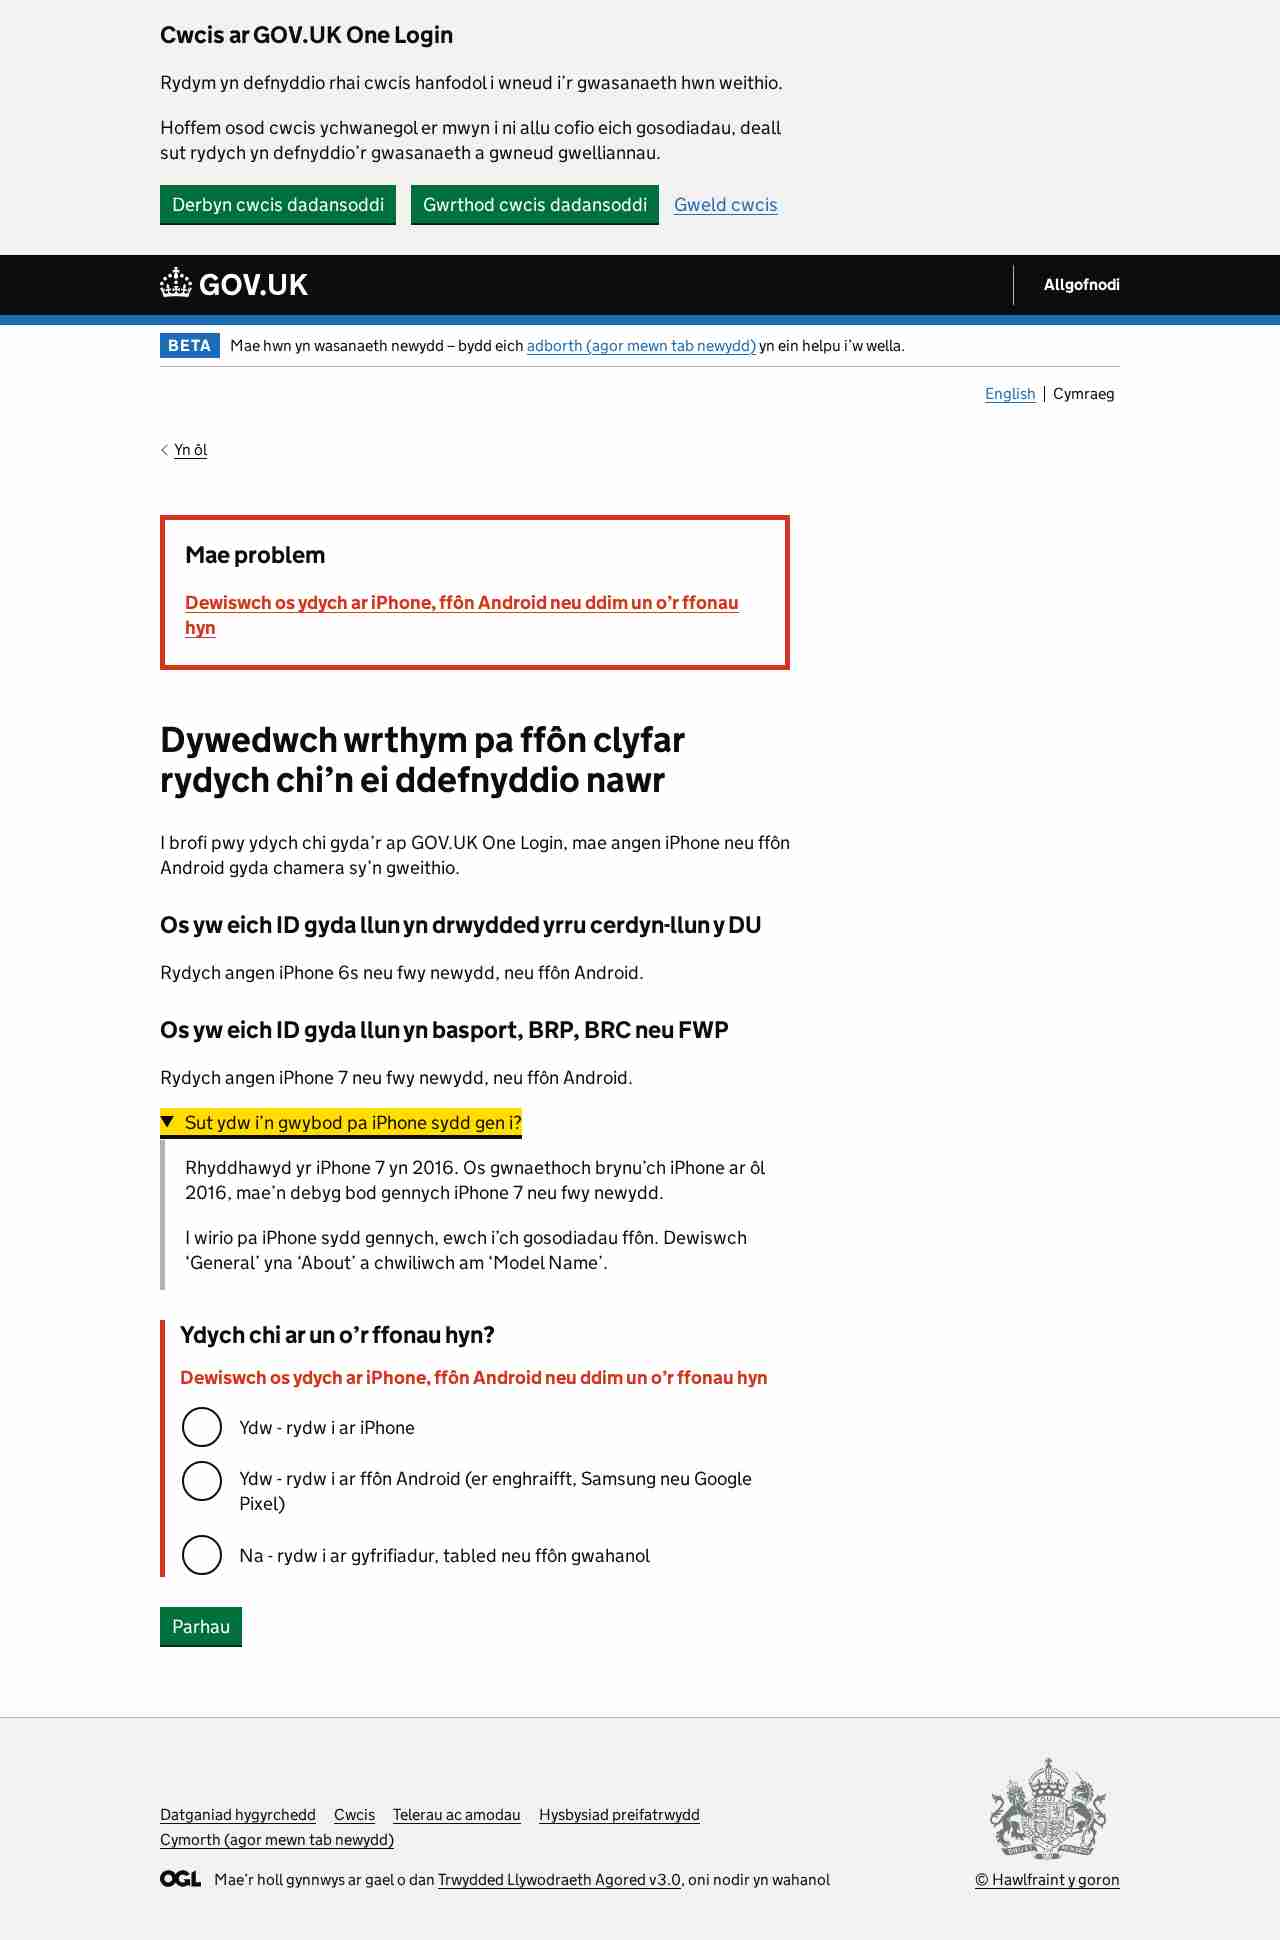 Cwcis ar GOV.UK One Login
Rydym yn defnyddio rhai cwcis hanfodol i wneud i’r gwasanaeth hwn weithio.
Hoffem osod cwcis ychwanegol er mwyn i ni allu cofio eich gosodiadau, deall
sut rydych yn defnyddio’r gwasanaeth a gwneud gwelliannau.
Derbyn cwcis dadansoddi Gwrthod cwcis dadansoddi Gweld cwcis
GOV.UK Allgofnodi
BETA Mae hwn yn wasanaeth newydd – bydd eich adborth (agor mewn tab newydd) yn ein helpu i’w wella.
English Cymraeg
Yn ôl
Mae problem
Dewiswch os ydych ar iPhone, ffôn Android neu ddim un o’r ffonau
hyn
Dywedwch wrthym pa ffôn clyfar
rydych chi’n ei ddefnyddio nawr
I brofi pwy ydych chi gyda’r ap GOV.UK One Login, mae angen iPhone neu ffôn
Android gyda chamera sy’n gweithio.
Os yw eich ID gyda llun yn drwydded yrru cerdyn-llun y DU
Rydych angen iPhone 6s neu fwy newydd, neu ffôn Android.
Os yw eich ID gyda llun yn basport, BRP, BRC neu FWP
Rydych angen iPhone 7 neu fwy newydd, neu ffôn Android.
Sut ydw i’n gwybod pa iPhone sydd gen i?
Rhyddhawyd yr iPhone 7 yn 2016. Os gwnaethoch brynu’ch iPhone ar ôl
2016, mae’n debyg bod gennych iPhone 7 neu fwy newydd.
I wirio pa iPhone sydd gennych, ewch i’ch gosodiadau ffôn. Dewiswch
‘General’ yna ‘About’ a chwiliwch am ‘Model Name’.
Ydych chi ar un o’r ffonau hyn?
Dewiswch os ydych ar iPhone, ffôn Android neu ddim un o’r ffonau hyn
Ydw - rydw i ar iPhone
Ydw - rydw i ar ffôn Android (er enghraifft, Samsung neu Google
Pixel)
Na - rydw i ar gyfrifiadur, tabled neu ffôn gwahanol
Parhau
Datganiad hygyrchedd Cwcis Telerau ac amodau Hysbysiad preifatrwydd
Cymorth (agor mewn tab newydd)
OGL Mae’r holl gynnwys ar gael o dan Trwydded Llywodraeth Agored v3.0, oni nodir yn wahanol
© Hawlfraint y goron